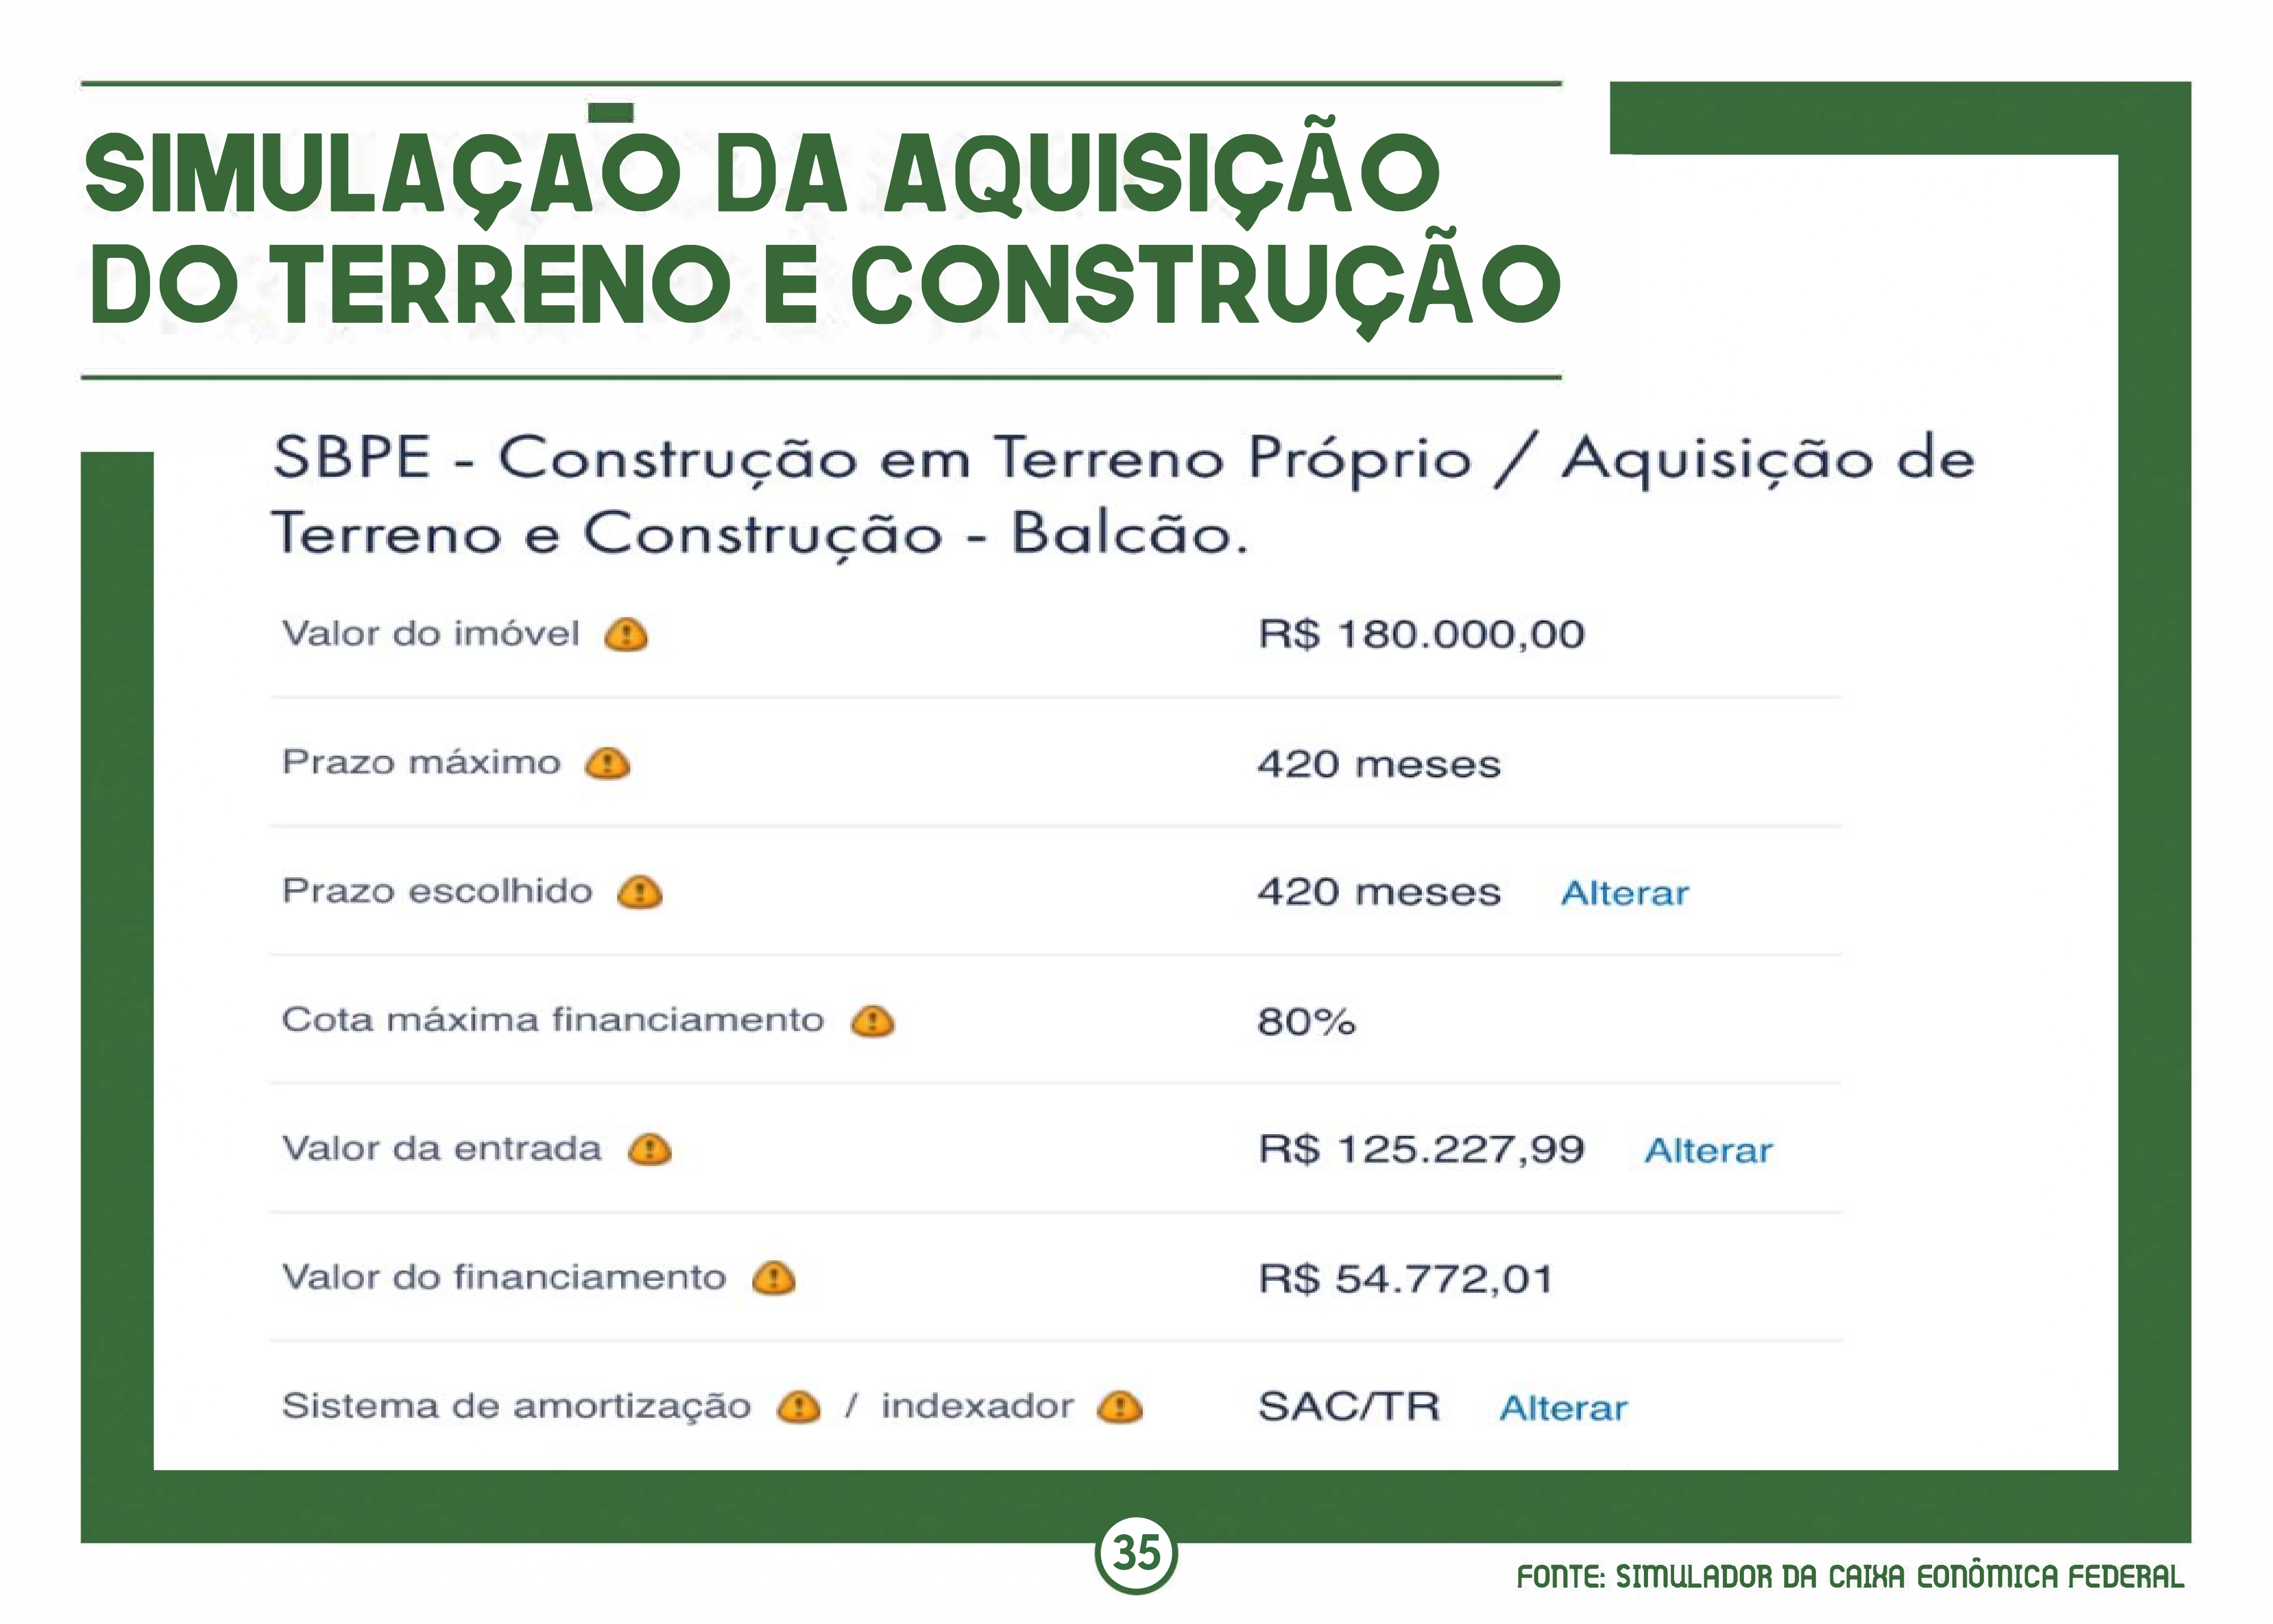 SIMULAÇAO DA AQUISIÇÃO
DO TERRENO E CONSTRUÇÃO
SBPE - Construção em Terreno Próprio / Aquisição de
Terreno e Construção - Balcão.
Valor do imóvel R$ 180.000,00
Prazo máximo 420 meses
Prazo escolhido 420 meses Alterar
Cota máxima financiamento 80%
Valor da entrada R$ 125.227,99 Alterar
Valor do financiamento R$ 54.772,01
Sistema de amortização / indexador SAC/TR Alterar
35
FONTE: SIMULADOR DA CAIXA EONÔMICA FEDERAL